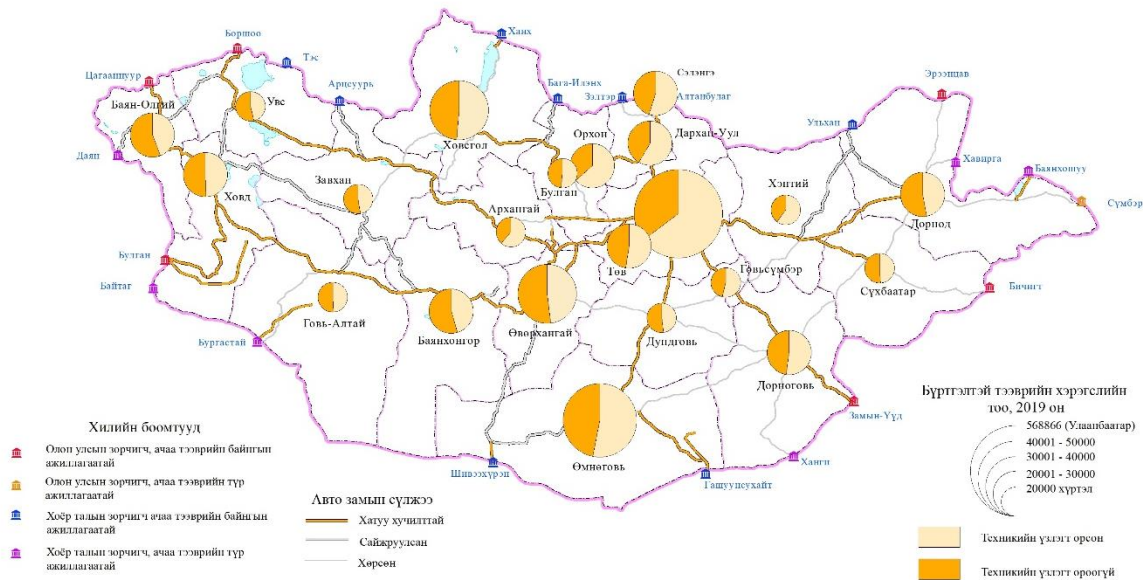 Ханх
Боршоо
Тэс
Цагааннуур
Арцсуурь
Бага-Илэнх
Зэлтэр
Сэлэнгэ
Алтанбулаг
Эрээнцав
Баян-Өлгий
Увс
Ульхан
Хөвсгөл
Орхон
Дархан-Уул
Даян
Хавирга
Баянхошуу
Ховд
Завхан
Булган
Хэнтий
Сүмбэр
Архангай
Дорнод
Төв
Говьсүмбэр
Булган
Байтаг
Сүхбаатар
Бичигт
Говь-Алтай
Баянхонгор
Өвөрхангай
Дундговь
Бургастай
Дорноговь
Замын-Үүд
Өмнөговь
Шивээхүрэн
Гашуунсухайт
Ханги
Хилийн боомтууд
Олон улсын зорчигч, ачаа тээврийн байнгын
ажиллагаатай
Олон улсын зорчигч, ачаа тээврийн түр
ажиллагаатай
Хоёр талын зорчигч ачаа тээврийн байнгын
ажиллагаатай
Хоёр талын зорчигч, ачаа тээврийн түр
ажиллагаатай
Авто замын сүлжээ
Хатуу хучилттай
Сайжруулсан
Хөрсөн
Бүртгэлтэй тээврийн хэрэгслийн
тоо, 2019 он
568866 (Улаанбаатар)
40001 - 50000
30001 - 40000
20001 - 30000
20000 хүртэл
Техникийн үзлэгт орсон
Техникийн үзлэгт ороогүй